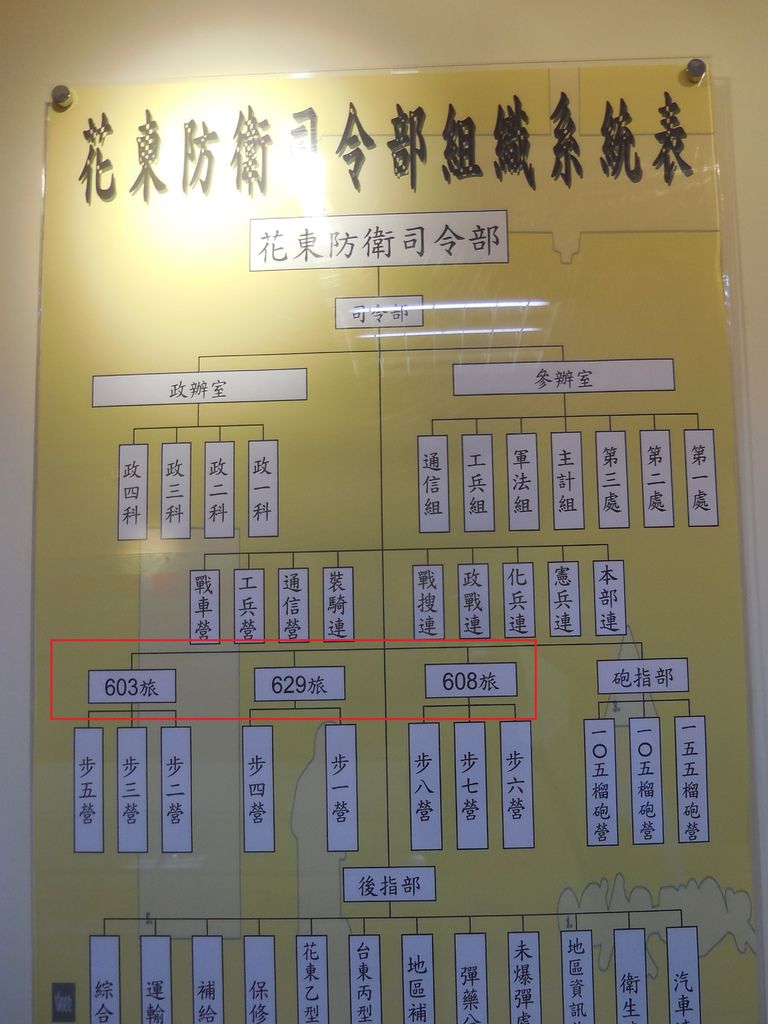 花東防衛司令部組織系統表
花東防衛司令部
司令部
政辦室
參辦室
政四科
政三科
政二科
政一科
通信組
工兵組
軍法組
主計組
第三處
第二處
第一處
戰車營
工兵營
通信營
裝騎連
戰搜連
政戰連
化兵連
憲兵連
本部連
603旅
629旅
608旅
砲指部
步五營
步三營
步二營
步四營
步一營
步八營
步七營
步六營
一〇五榴砲營
一〇五榴砲營
一五五榴砲營
後指部
綜合
運輸
補給
保修
花東乙型
台東丙型
地區補
彈藥分
未爆彈處
地區資訊
衛生
汽車